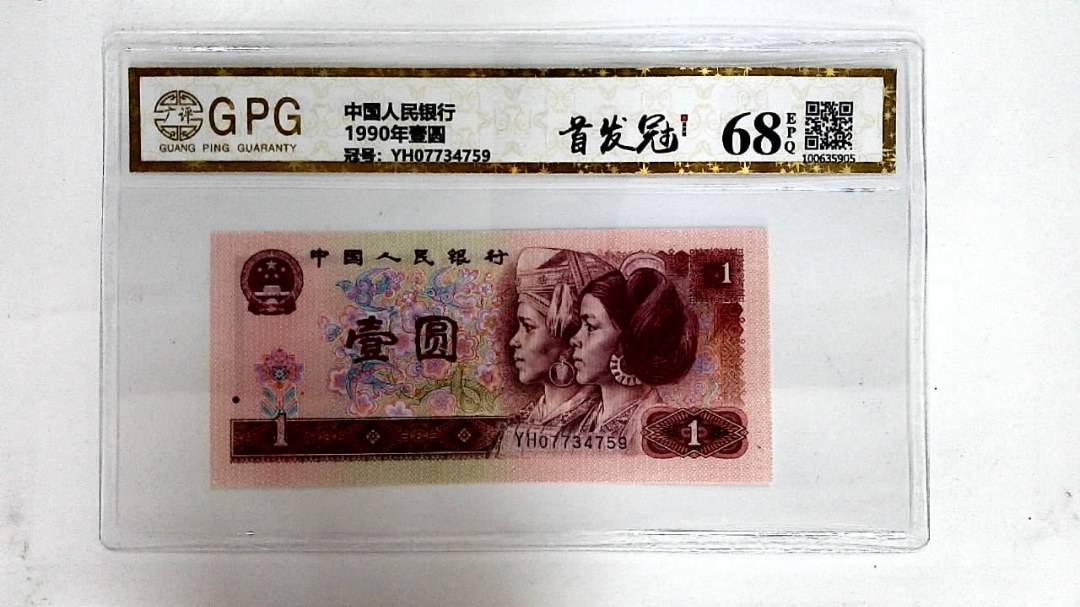 广评
GPG
GUANG PING GUARANTY
中国人民银行
1990年壹圆
冠号: YH07734759
首发冠
68
EPQ
100635905
中国人民银行
1
壹圆
1
YH07734759
1